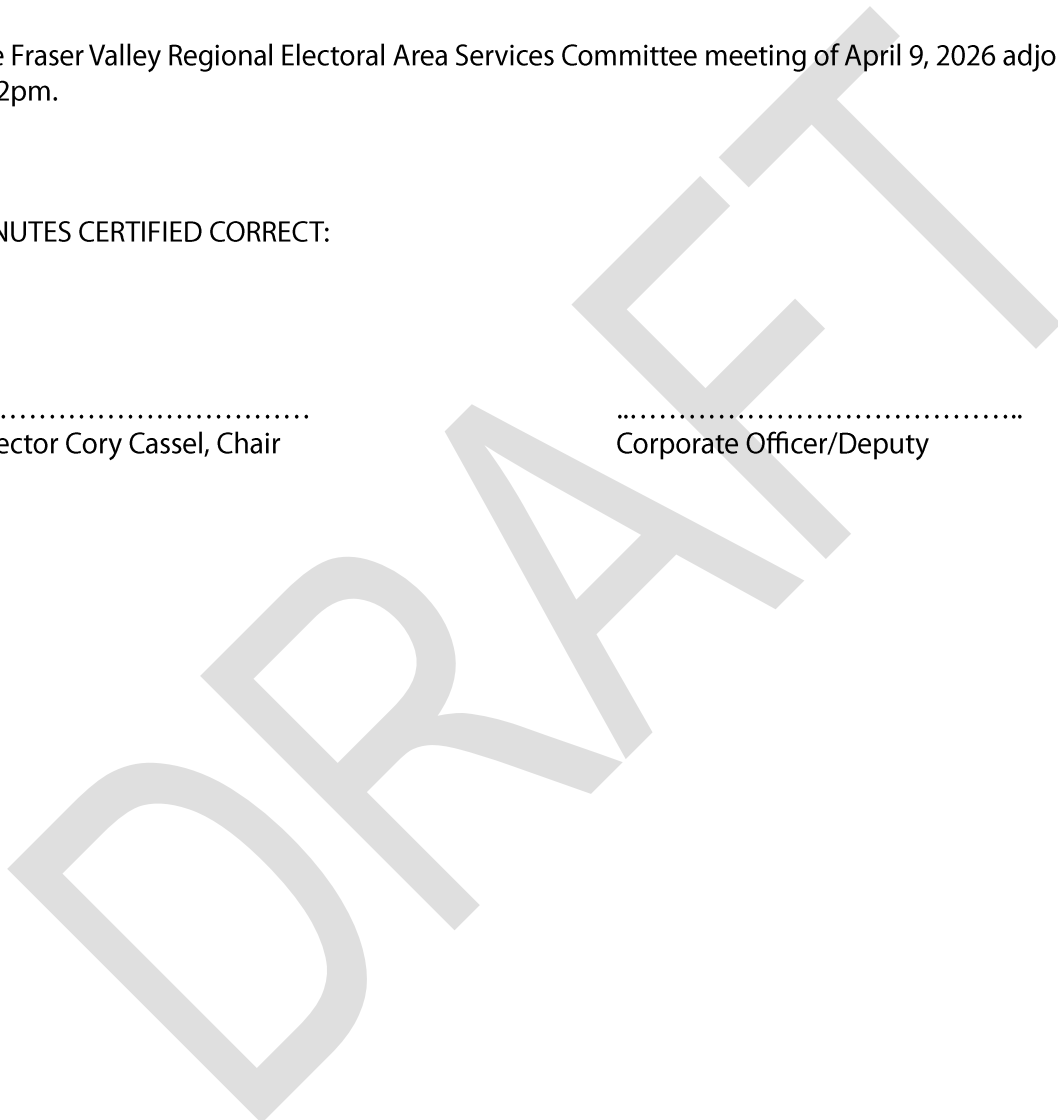 e Fraser Valley Regional Electoral Area Services Committee meeting of April 9, 2026 adjo
2pm.
NUTES CERTIFIED CORRECT:
…………………………… ……………………………………..
ector Cory Cassel, Chair Corporate Officer/Deputy
DRAFT